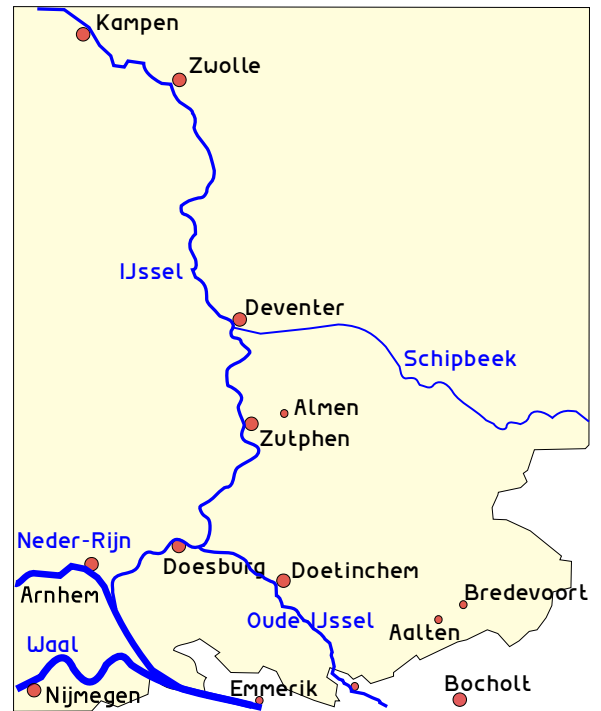 Kampen
Zwolle
IJssel
Deventer
Schipbeek
Almen
Zutphen
Neder-Rijn
Doesburg
Doetinchem
Arnhem
Bredevoort
Oude IJssel
Aalten
Waal
Emmerik
Bocholt
Nijmegen